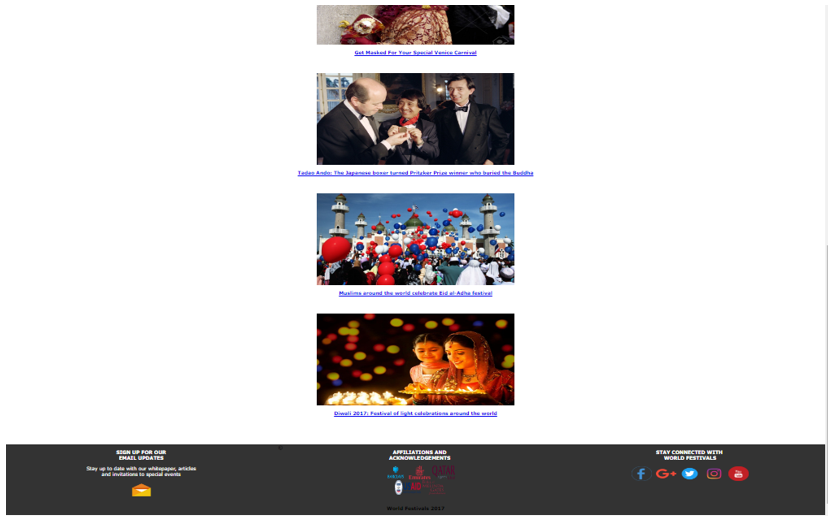 Get Masked For Your Special Venice Carnival
Tadao Ando: The Japanese boxer turned Pritzker Prize winner who buried the Buddha
Muslims around the world celebrate Eid al-Adha festival
Diwali 2017: Festival of light celebrations around the world
SIGN UP FOR OUR
EMAIL UPDATES
Stay up to date with our whitepaper, articles
and invitations to special events
AFFILIATIONS AND
ACKNOWLEDGEMENTS
Emirates
QATAR
World Festivals 2017
STAY CONNECTED WITH
WORLD FESTIVALS
f
G+
You